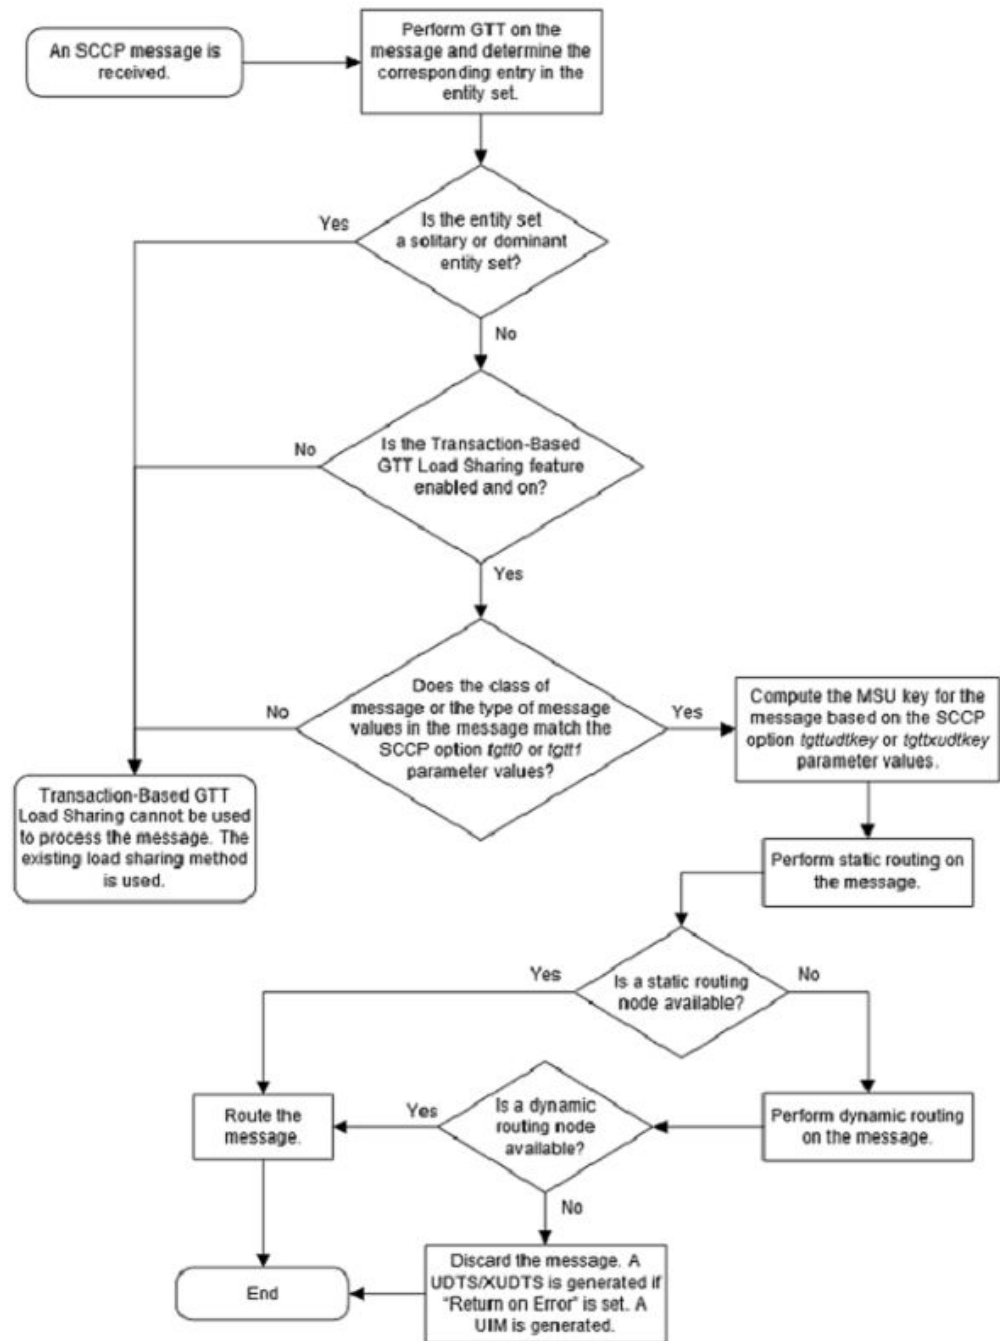 An SCCP message is
received.
Perform GTT on the
message and determine the
corresponding entry in the
entity set.
Yes
Is the entity set
a solitary or dominant
entity set?
No
No
Is the Transaction-Based
GTT Load Sharing feature
enabled and on?
Yes
No
Does the class of
message or the type of message
values in the message match the
SCCP option tgtt0 or tgtt1
parameter values?
Yes
Compute the MSU key for the
message based on the SCCP
option tgttudtkey or tgttxudtkey
parameter values.
Transaction-Based GTT
Load Sharing cannot be used
to process the message. The
existing load sharing method
is used.
Perform static routing on
the message.
Yes
Is a static routing
node available?
No
Route the
message.
Yes
Is a dynamic
routing node
available?
Perform dynamic routing
on the message.
No
End
Discard the message. A
UDTS/XUDTS is generated if
"Return on Error" is set. A
UIM is generated.